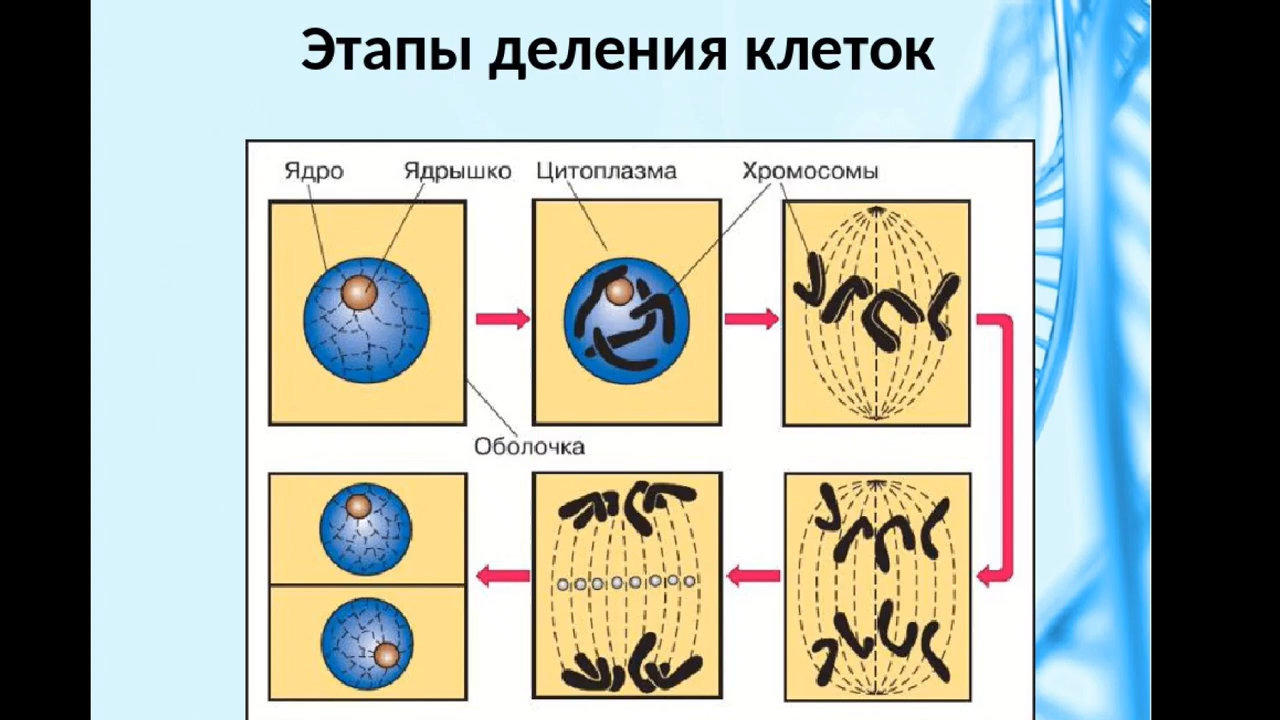 Этапы деления клеток
Ядро Ядрышко Цитоплазма Хромосомы
Оболочка